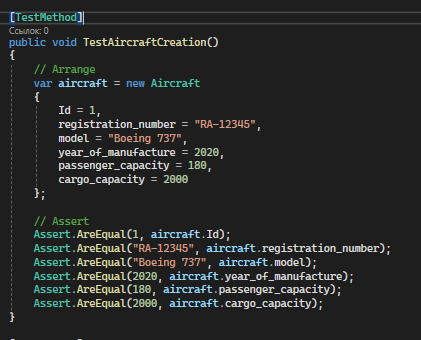 [TestMethod]
Ссылок: 0
public void TestAircraftCreation()
{
// Arrange
var aircraft = new Aircraft
{
Id = 1,
registration_number = "RA-12345",
model = "Boeing 737",
year_of_manufacture = 2020,
passenger_capacity = 180,
cargo_capacity = 2000
};
// Assert
Assert.AreEqual(1, aircraft.Id);
Assert.AreEqual("RA-12345", aircraft.registration_number);
Assert.AreEqual("Boeing 737", aircraft.model);
Assert.AreEqual(2020, aircraft.year_of_manufacture);
Assert.AreEqual(180, aircraft.passenger_capacity);
Assert.AreEqual(2000, aircraft.cargo_capacity);
}